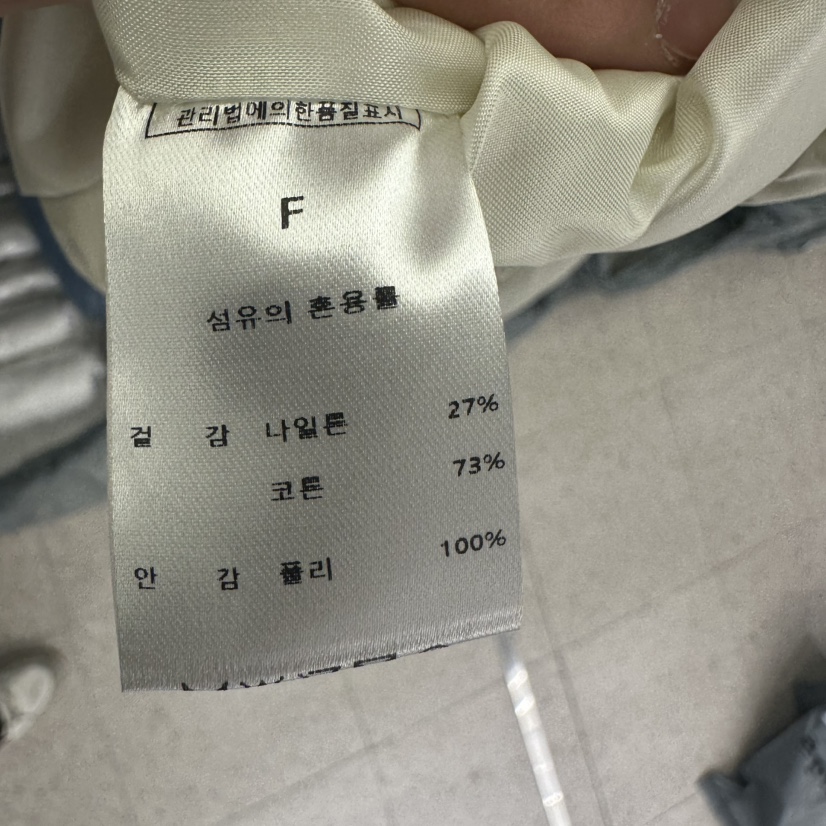 관리법에의한품질표시
F
섬유의 혼용률
겉 감 나일론 27%
코튼 73%
안 감 폴리 100%